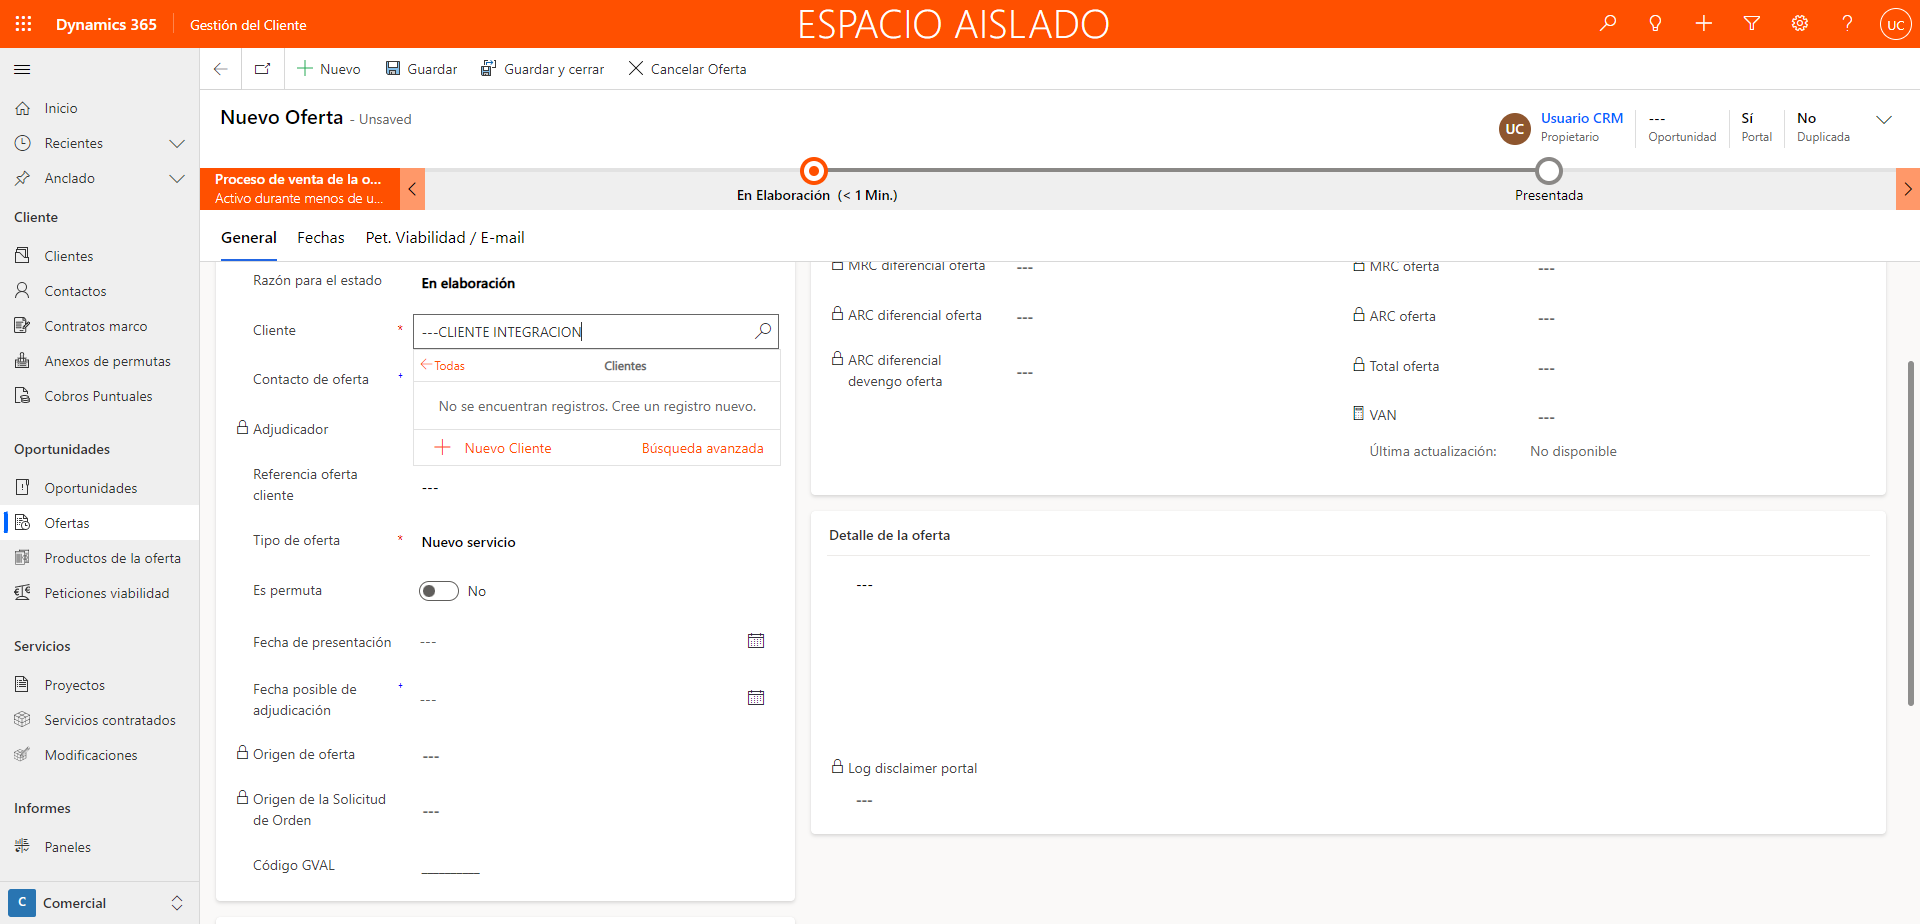 Dynamics 365
Gestión del Cliente
ESPACIO AISLADO
UC
Nuevo
Guardar
Guardar y cerrar
Cancelar Oferta
Inicio
Recientes
Anclado
Cliente
Clientes
Contactos
Contratos marco
Anexos de permutas
Cobros Puntuales
Oportunidades
Oportunidades
Ofertas
Productos de la oferta
Peticiones viabilidad
Servicios
Proyectos
Servicios contratados
Modificaciones
Informes
Paneles
C
Comercial
Nuevo Oferta - Unsaved
UC
Usuario CRM
Propietario
---
Oportunidad
Sí
Portal
No
Duplicada
Proceso de venta de la o...
Activo durante menos de u...
En Elaboración (< 1 Min.)
Presentada
General
Fechas
Pet. Viabilidad / E-mail
Razón para el estado
En elaboración
Cliente
*
---CLIENTE INTEGRACION
Todas
Clientes
No se encuentran registros. Cree un registro nuevo.
Nuevo Cliente
Búsqueda avanzada
Contacto de oferta
+
Adjudicador
Referencia oferta
cliente
---
Tipo de oferta
*
Nuevo servicio
Es permuta
No
Fecha de presentación
---
Fecha posible de
adjudicación
+
---
Origen de oferta
---
Origen de la Solicitud
de Orden
---
Código GVAL
_________
MRC diferencial oferta
---
ARC diferencial oferta
---
ARC diferencial
devengo oferta
---
MRC oferta
---
ARC oferta
---
Total oferta
---
VAN
---
Última actualización:
No disponible
Detalle de la oferta
---
Log disclaimer portal
---